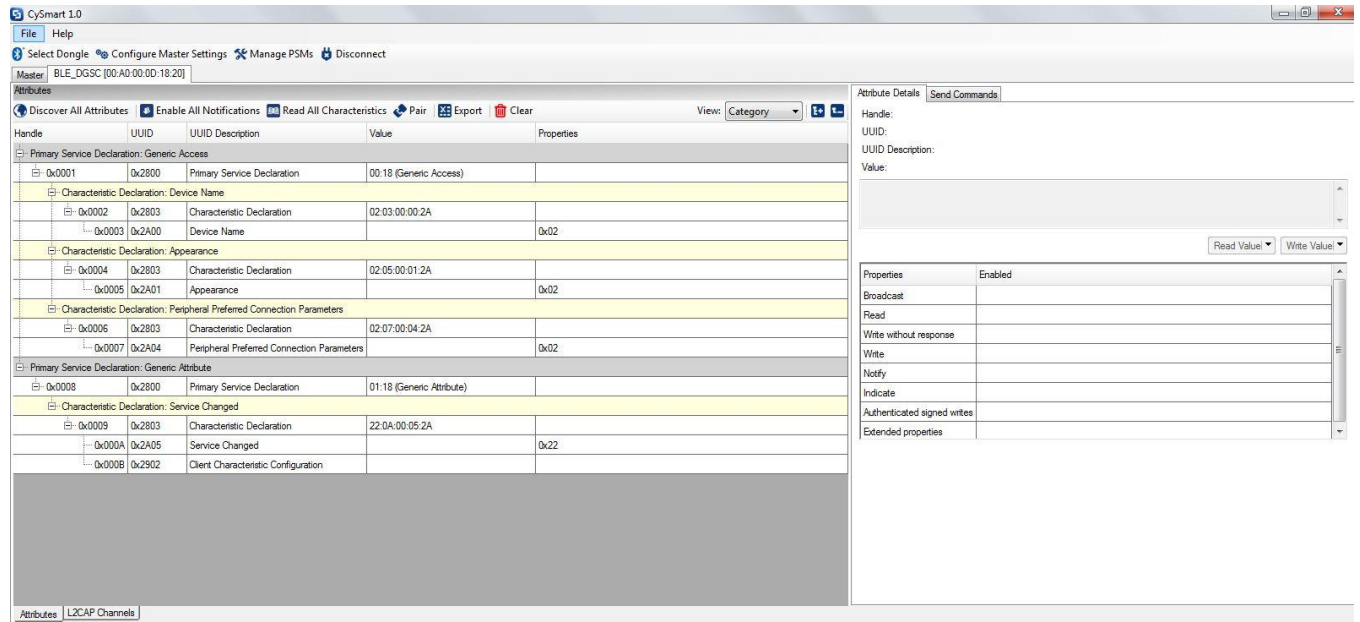 CySmart 1.0
File Help
Select Dongle Configure Master Settings Manage PSMs Disconnect
Master BLE_DGSC [00:A0:00:0D:18:20]
Attributes
Discover All Attributes Enable All Notifications Read All Characteristics Pair Export Clear View: Category
Handle UUID UUID Description Value Properties
Primary Service Declaration: Generic Access
0x0001 0x2800 Primary Service Declaration 00:18 (Generic Access)
Characteristic Declaration: Device Name
0x0002 0x2803 Characteristic Declaration 02:03:00:00:2A
0x0003 0x2A00 Device Name 0x02
Characteristic Declaration: Appearance
0x0004 0x2803 Characteristic Declaration 02:05:00:01:2A
0x0005 0x2A01 Appearance 0x02
Characteristic Declaration: Peripheral Preferred Connection Parameters
0x0006 0x2803 Characteristic Declaration 02:07:00:04:2A
0x0007 0x2A04 Peripheral Preferred Connection Parameters 0x02
Primary Service Declaration: Generic Attribute
0x0008 0x2800 Primary Service Declaration 01:18 (Generic Attribute)
Characteristic Declaration: Service Changed
0x0009 0x2803 Characteristic Declaration 22:0A:00:05:2A
0x000A 0x2A05 Service Changed 0x22
0x000B 0x2902 Client Characteristic Configuration
Attributes L2CAP Channels
Attribute Details Send Commands
Handle:
UUID:
UUID Description:
Value:
Read Value Write Value
Properties Enabled
Broadcast
Read
Write without response
Write
Notify
Indicate
Authenticated signed writes
Extended properties